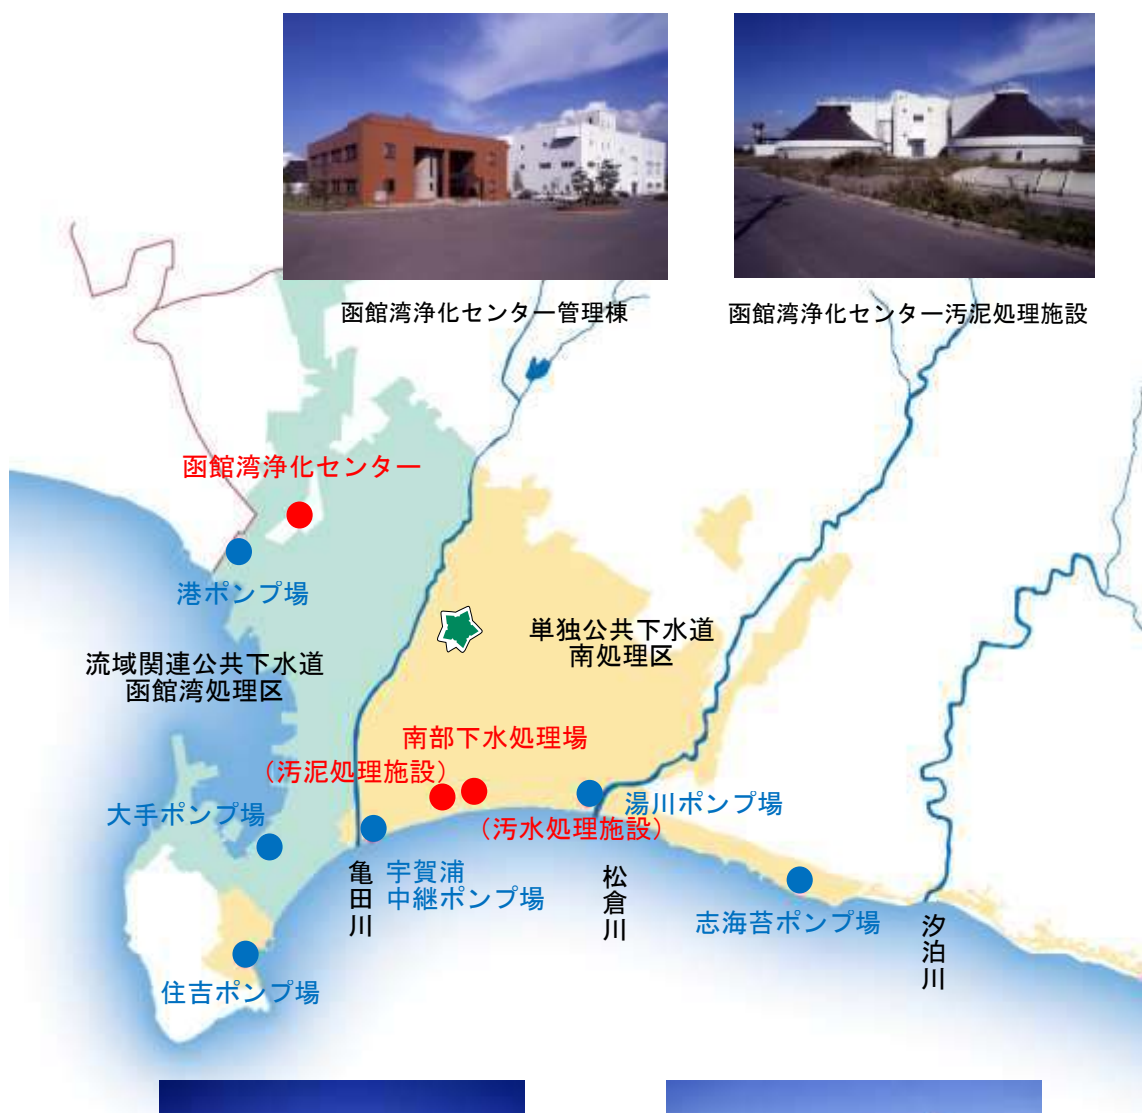 函館湾浄化センター管理棟
函館湾浄化センター汚泥処理施設
函館湾浄化センター
港ポンプ場
流域関連公共下水道
函館湾処理区
単独公共下水道
南処理区
南部下水処理場
（汚泥処理施設）
（汚水処理施設）
大手ポンプ場
湯川ポンプ場
亀田川
宇賀浦
中継ポンプ場
松倉川
志海苔ポンプ場
汐泊川
住吉ポンプ場